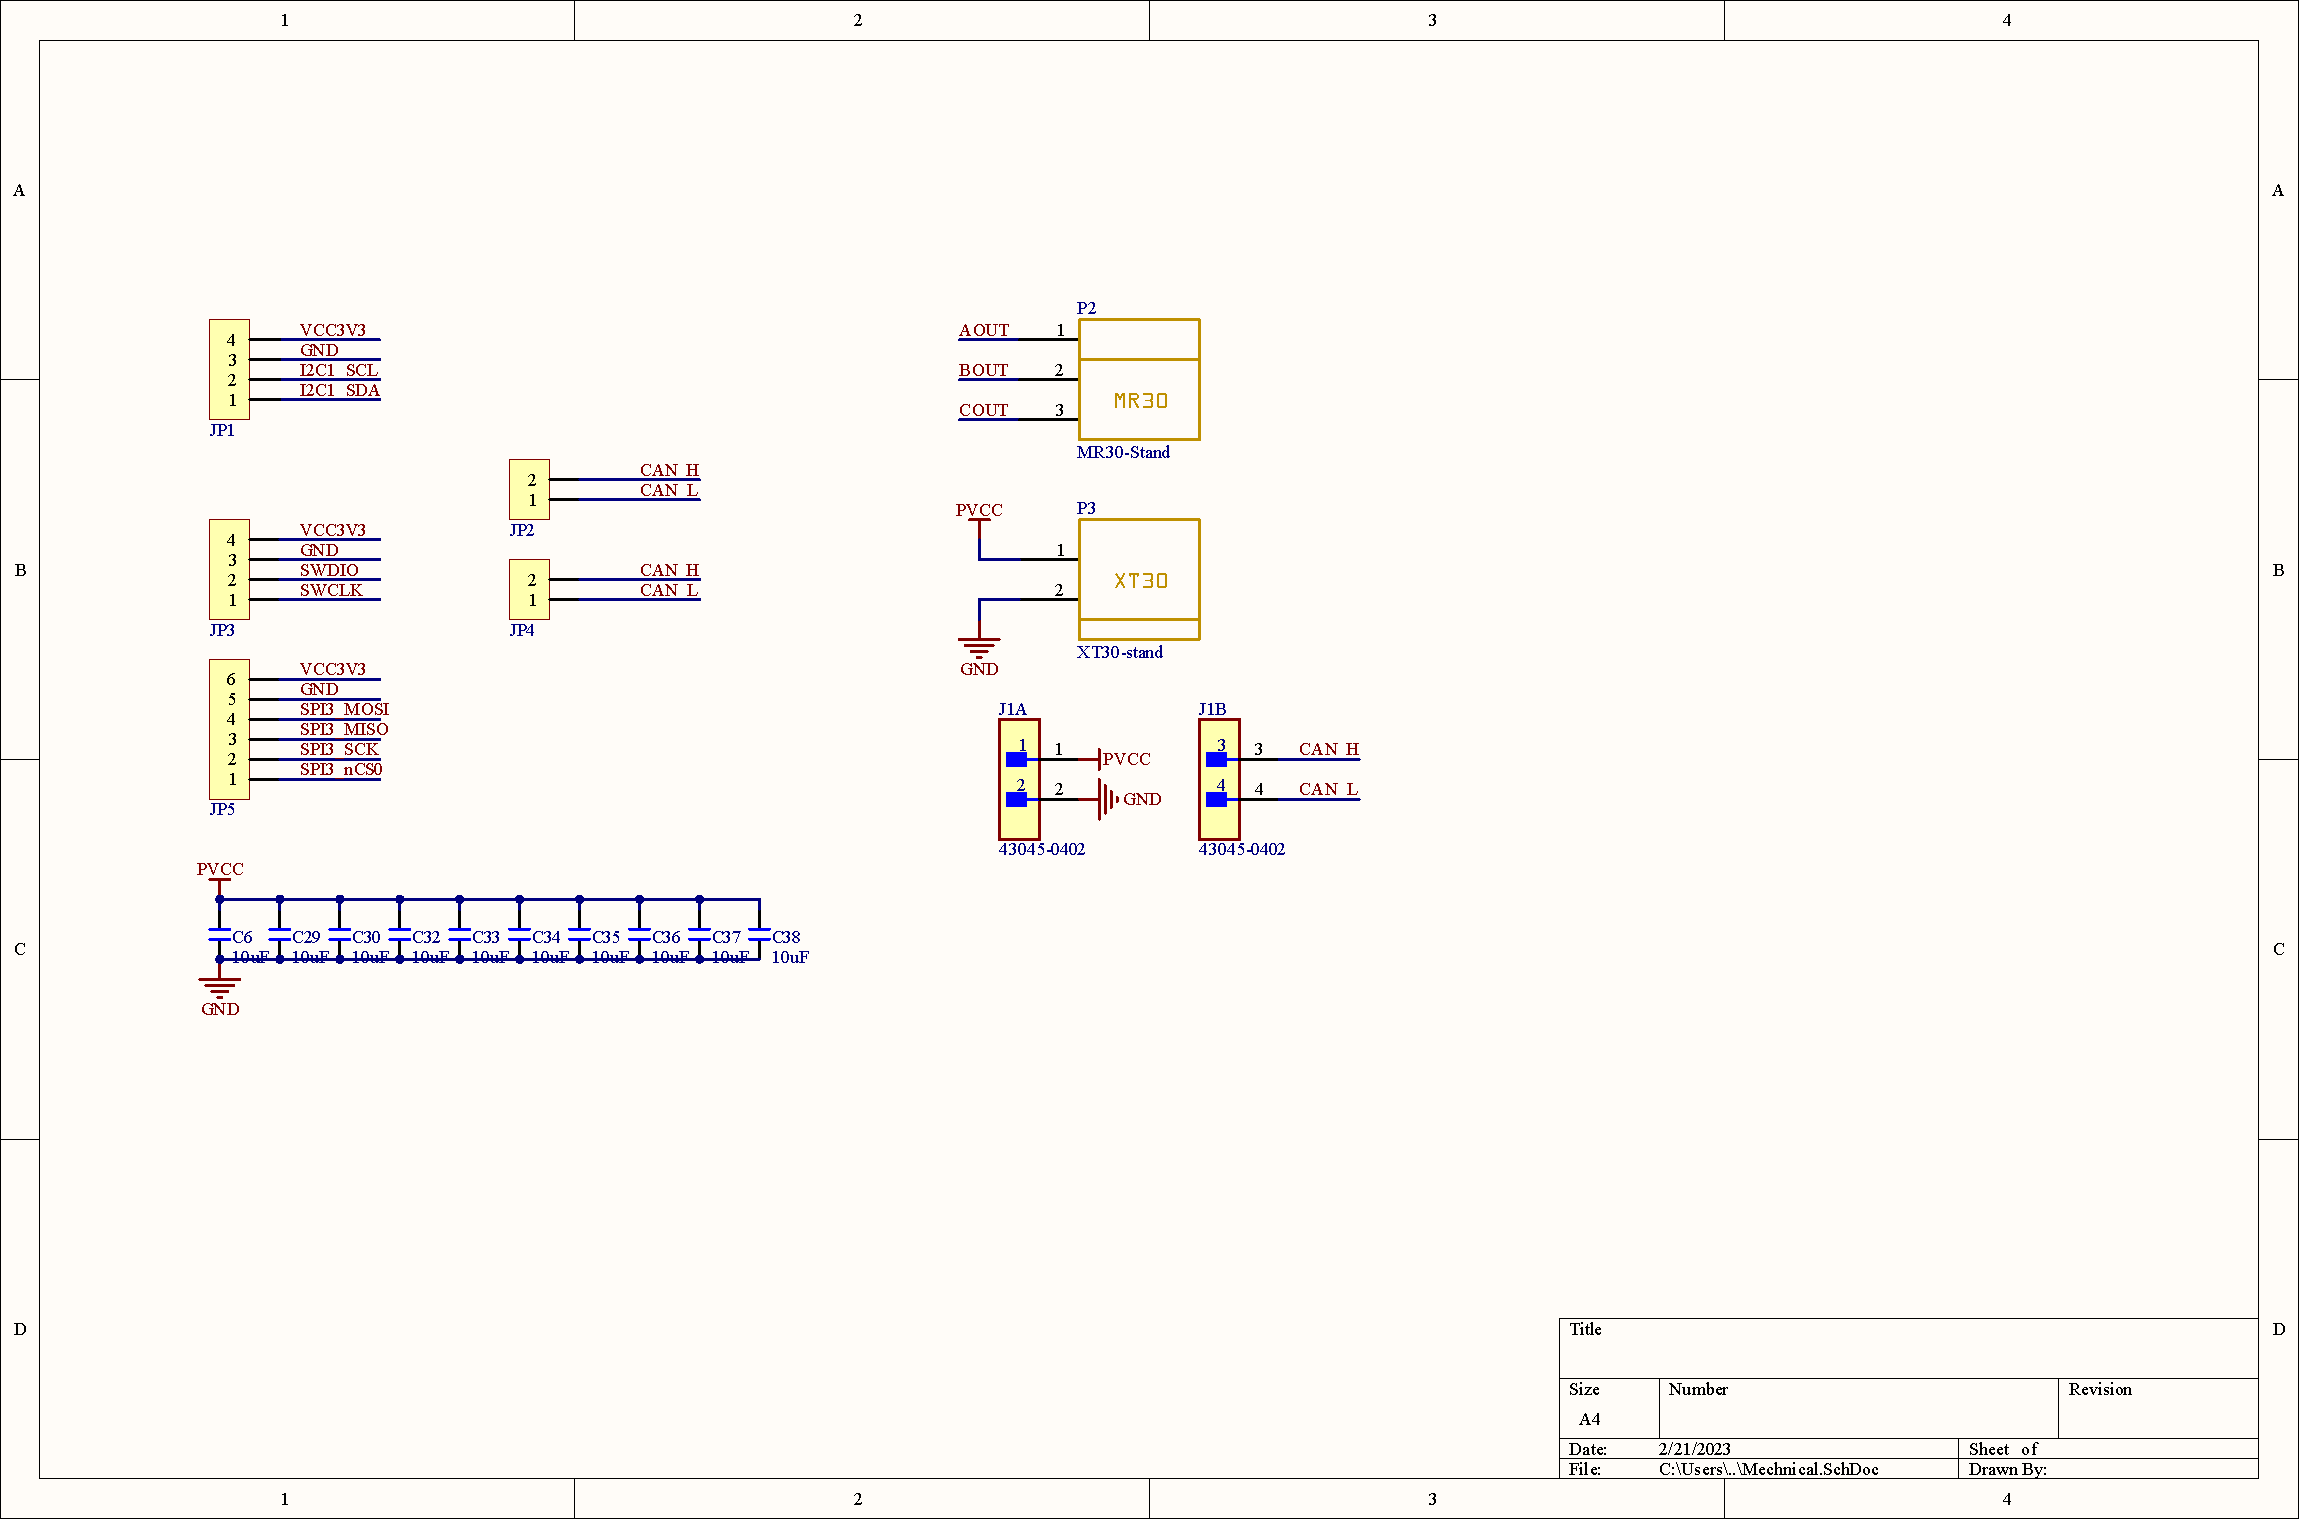 1 2 3 4
A A
B B
C C
D D
4 VCC3V3
3 GND
2 I2C1_SCL
1 I2C1_SDA
JP1
4 VCC3V3
3 GND
2 SWDIO
1 SWCLK
JP3
6 VCC3V3
5 GND
4 SPI3_MOSI
3 SPI3_MISO
2 SPI3_SCK
1 SPI3_nCS0
JP5
2 CAN_H
1 CAN_L
JP2
2 CAN_H
1 CAN_L
JP4
P2
AOUT 1
BOUT 2
MR30
COUT 3
MR30-Stand
P3
PVCC
1
XT30
2
XT30-stand
GND
J1A
1 1 PVCC
2 2 GND
43045-0402
J1B
3 3 CAN_H
4 4 CAN_L
43045-0402
PVCC
C6 C29 C30 C32 C33 C34 C35 C36 C37 C38
10uF 10uF 10uF 10uF 10uF 10uF 10uF 10uF 10uF 10uF
GND
Title
Size Number Revision
A4
Date: 2/21/2023 Sheet of
File: C:\Users\..\Mechnical.SchDoc Drawn By:
1 2 3 4